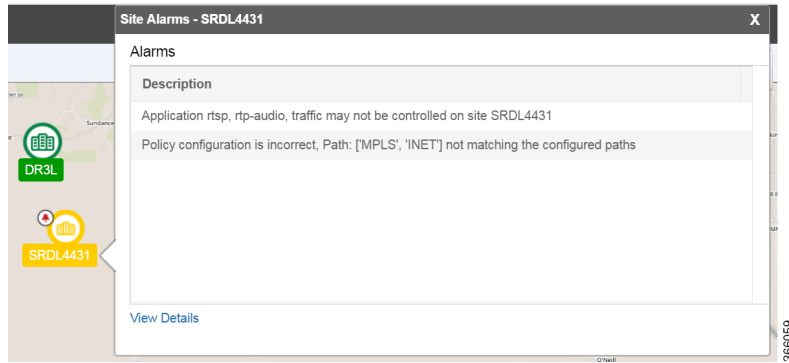 Site Alarms - SRDL4431
X
Alarms
Description
Application rtsp, rtp-audio, traffic may not be controlled on site SRDL4431
Policy configuration is incorrect, Path: ['MPLS', 'INET'] not matching the configured paths
Sundance
DR3L
SRDL4431
View Details
O'Neill
366059